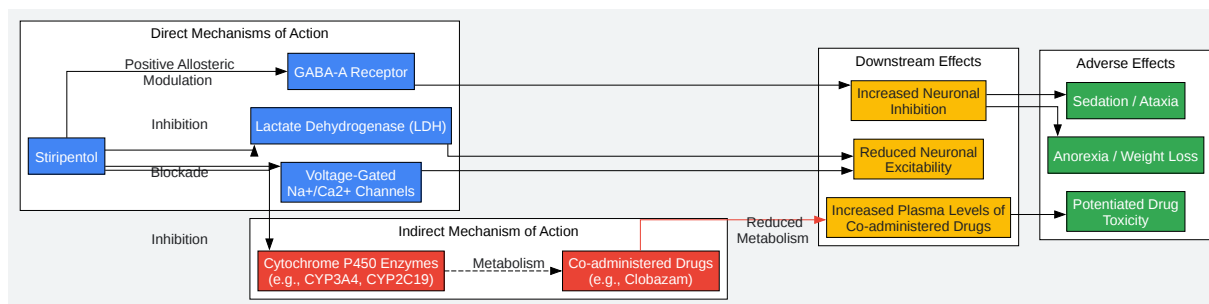 Direct Mechanisms of Action
Positive Allosteric
Modulation
GABA-A Receptor
Inhibition
Lactate Dehydrogenase (LDH)
Stiripentol
Blockade
Voltage-Gated
Na+/Ca2+ Channels
Inhibition
Indirect Mechanism of Action
Cytochrome P450 Enzymes
(e.g., CYP3A4, CYP2C19)
Metabolism
Co-administered Drugs
(e.g., Clobazam)
Reduced
Metabolism
Downstream Effects
Increased Neuronal
Inhibition
Reduced Neuronal
Excitability
Increased Plasma Levels of
Co-administered Drugs
Adverse Effects
Sedation / Ataxia
Anorexia / Weight Loss
Potentiated Drug
Toxicity